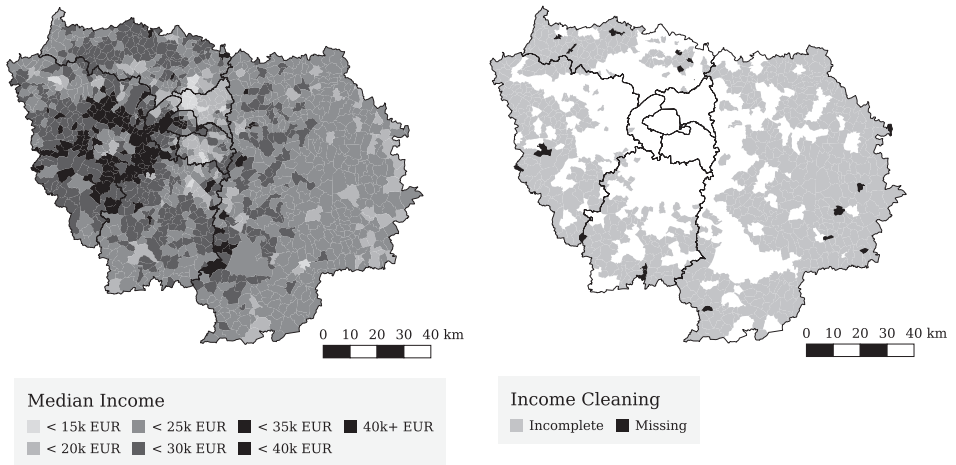 0 10 20 30 40 km
0 10 20 30 40 km
Median Income
< 15k EUR < 25k EUR < 35k EUR 40k+ EUR
< 20k EUR < 30k EUR < 40k EUR
Income Cleaning
Incomplete Missing